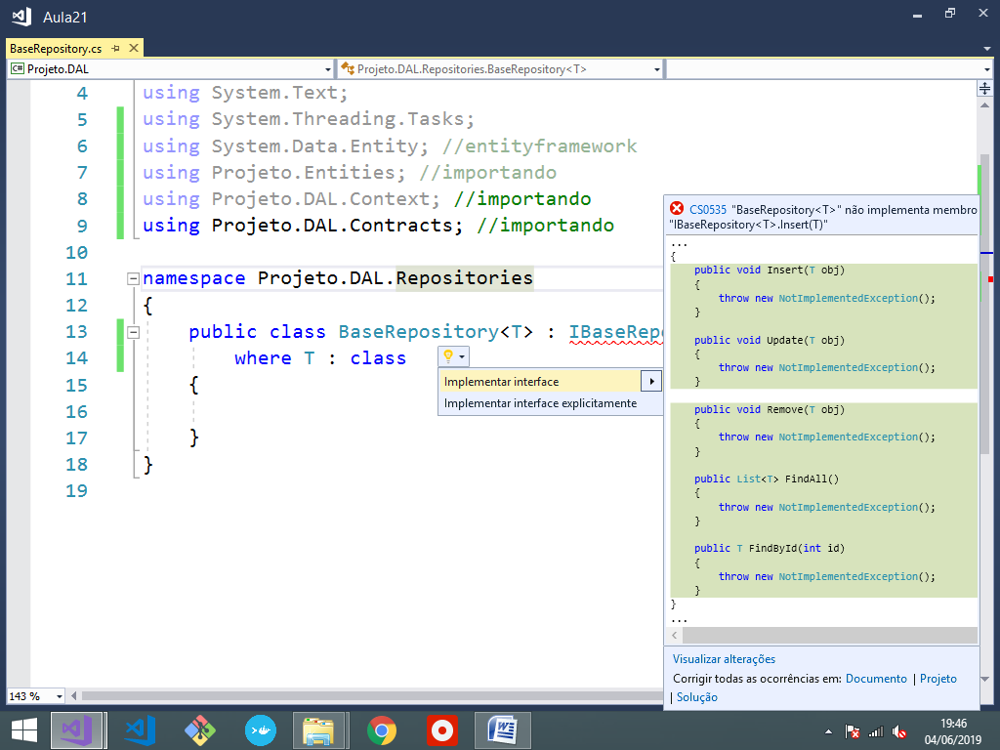 Aula21
BaseRepository.cs
C# Projeto.DAL
Projeto.DAL.Repositories.BaseRepository<T>
4 using System.Text;
5 using System.Threading.Tasks;
6 using System.Data.Entity; //entityframework
7 using Projeto.Entities; //importando
8 using Projeto.DAL.Context; //importando
9 using Projeto.DAL.Contracts; //importando
10
11 namespace Projeto.DAL.Repositories
12 {
13 public class BaseRepository<T> : IBaseRepo
14 where T : class
15 {
16
17 }
18 }
19
Implementar interface
Implementar interface explicitamente
CS0535 "BaseRepository<T>" não implementa membro
"IBaseRepository<T>.Insert(T)"
...
{
public void Insert(T obj)
{
throw new NotImplementedException();
}
public void Update(T obj)
{
throw new NotImplementedException();
}
public void Remove(T obj)
{
throw new NotImplementedException();
}
public List<T> FindAll()
{
throw new NotImplementedException();
}
public T FindById(int id)
{
throw new NotImplementedException();
}
}
...
Visualizar alterações
Corrigir todas as ocorrências em: Documento | Projeto
| Solução
143 %
19:46
04/06/2019